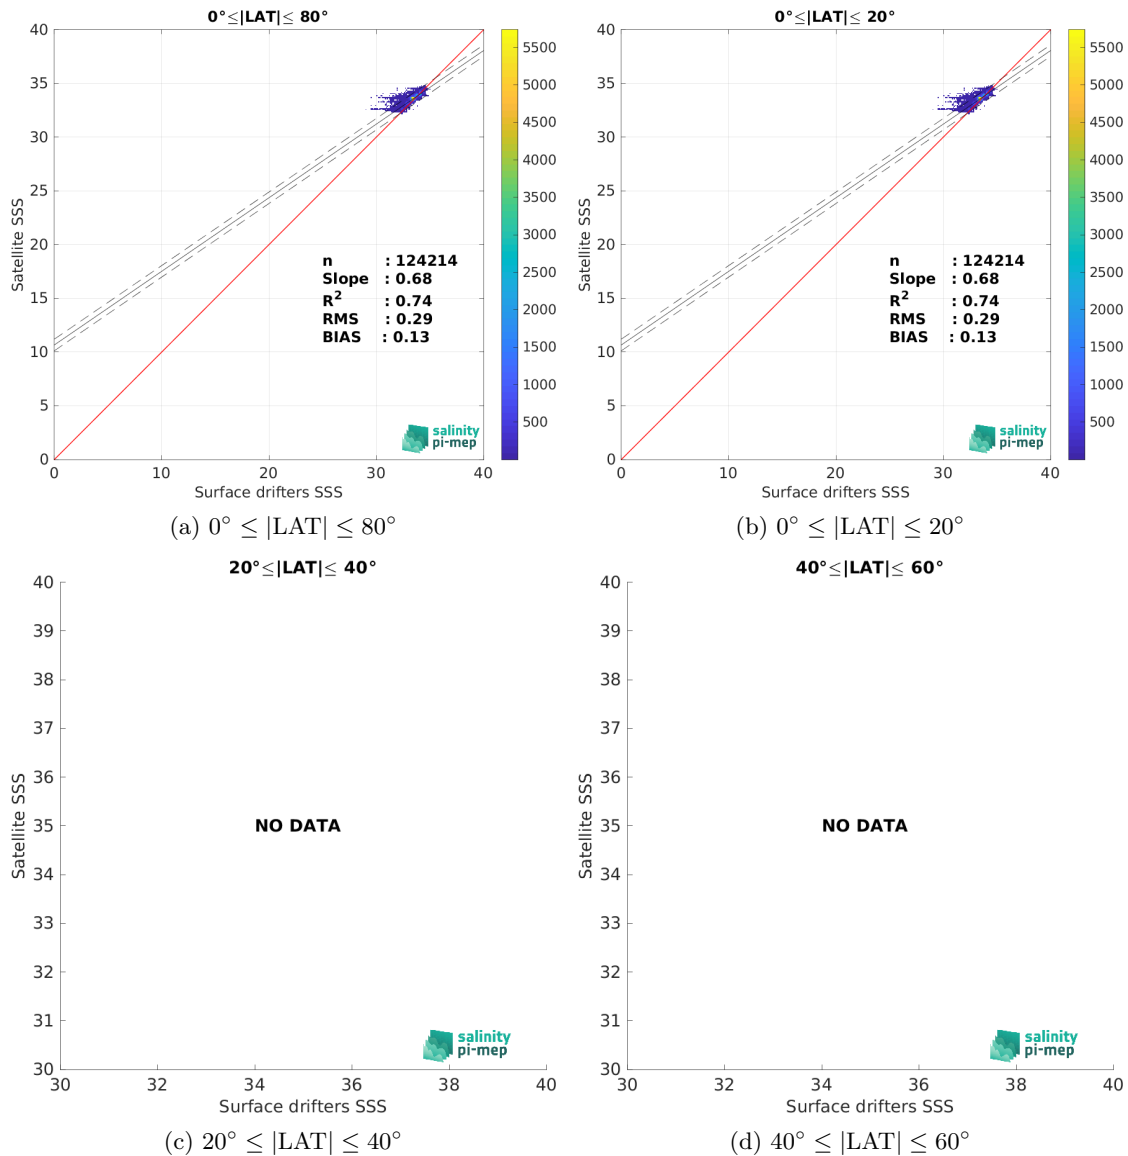 0°≤|LAT|≤ 80°
40
35
30
25
20
15
10
5
0
Satellite SSS
n : 124214
Slope : 0.68
R² : 0.74
RMS : 0.29
BIAS : 0.13
salinity
pi-mep
0 10 20 30 40
Surface drifters SSS
5500
5000
4500
4000
3500
3000
2500
2000
1500
1000
500
(a) 0° ≤ |LAT| ≤ 80°
0°≤|LAT|≤ 20°
40
35
30
25
20
15
10
5
0
Satellite SSS
n : 124214
Slope : 0.68
R² : 0.74
RMS : 0.29
BIAS : 0.13
salinity
pi-mep
0 10 20 30 40
Surface drifters SSS
5500
5000
4500
4000
3500
3000
2500
2000
1500
1000
500
(b) 0° ≤ |LAT| ≤ 20°
20°≤|LAT|≤ 40°
40
39
38
37
36
35
34
33
32
31
30
Satellite SSS
NO DATA
salinity
pi-mep
30 32 34 36 38 40
Surface drifters SSS
(c) 20° ≤ |LAT| ≤ 40°
40°≤|LAT|≤ 60°
40
39
38
37
36
35
34
33
32
31
30
Satellite SSS
NO DATA
salinity
pi-mep
30 32 34 36 38 40
Surface drifters SSS
(d) 40° ≤ |LAT| ≤ 60°